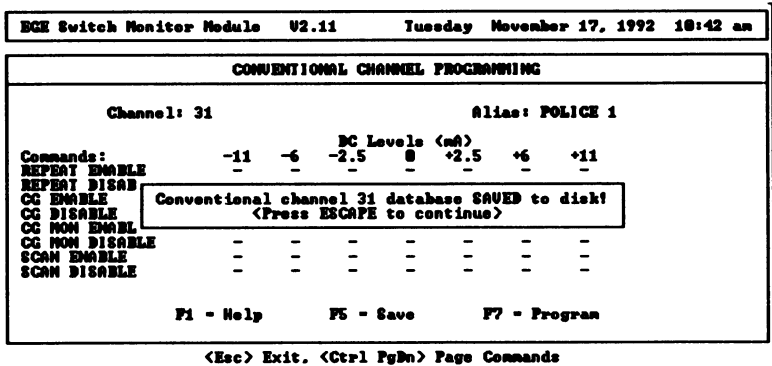 EGE Switch Monitor Module V2.11 Tuesday November 17, 1992 10:42 am
CONVENTIONAL CHANNEL PROGRAMMING
Channel: 31 Alias: POLICE 1
DC Levels (mA)
Commands: -11 -6 -2.5 0 +2.5 +6 +11
REPEAT ENABLE - - - - - - -
REPEAT DISAB
CG ENABLE
CG DISABLE
CG MON ENABL
CG MON DISABLE - - - - - - -
SCAN ENABLE - - - - - - -
SCAN DISABLE - - - - - - -
Conventional channel 31 database SAVED to disk!
<Press ESCAPE to continue>
F1 - Help F5 - Save F7 - Program
<Esc> Exit, <Ctrl PgDn> Page Commands